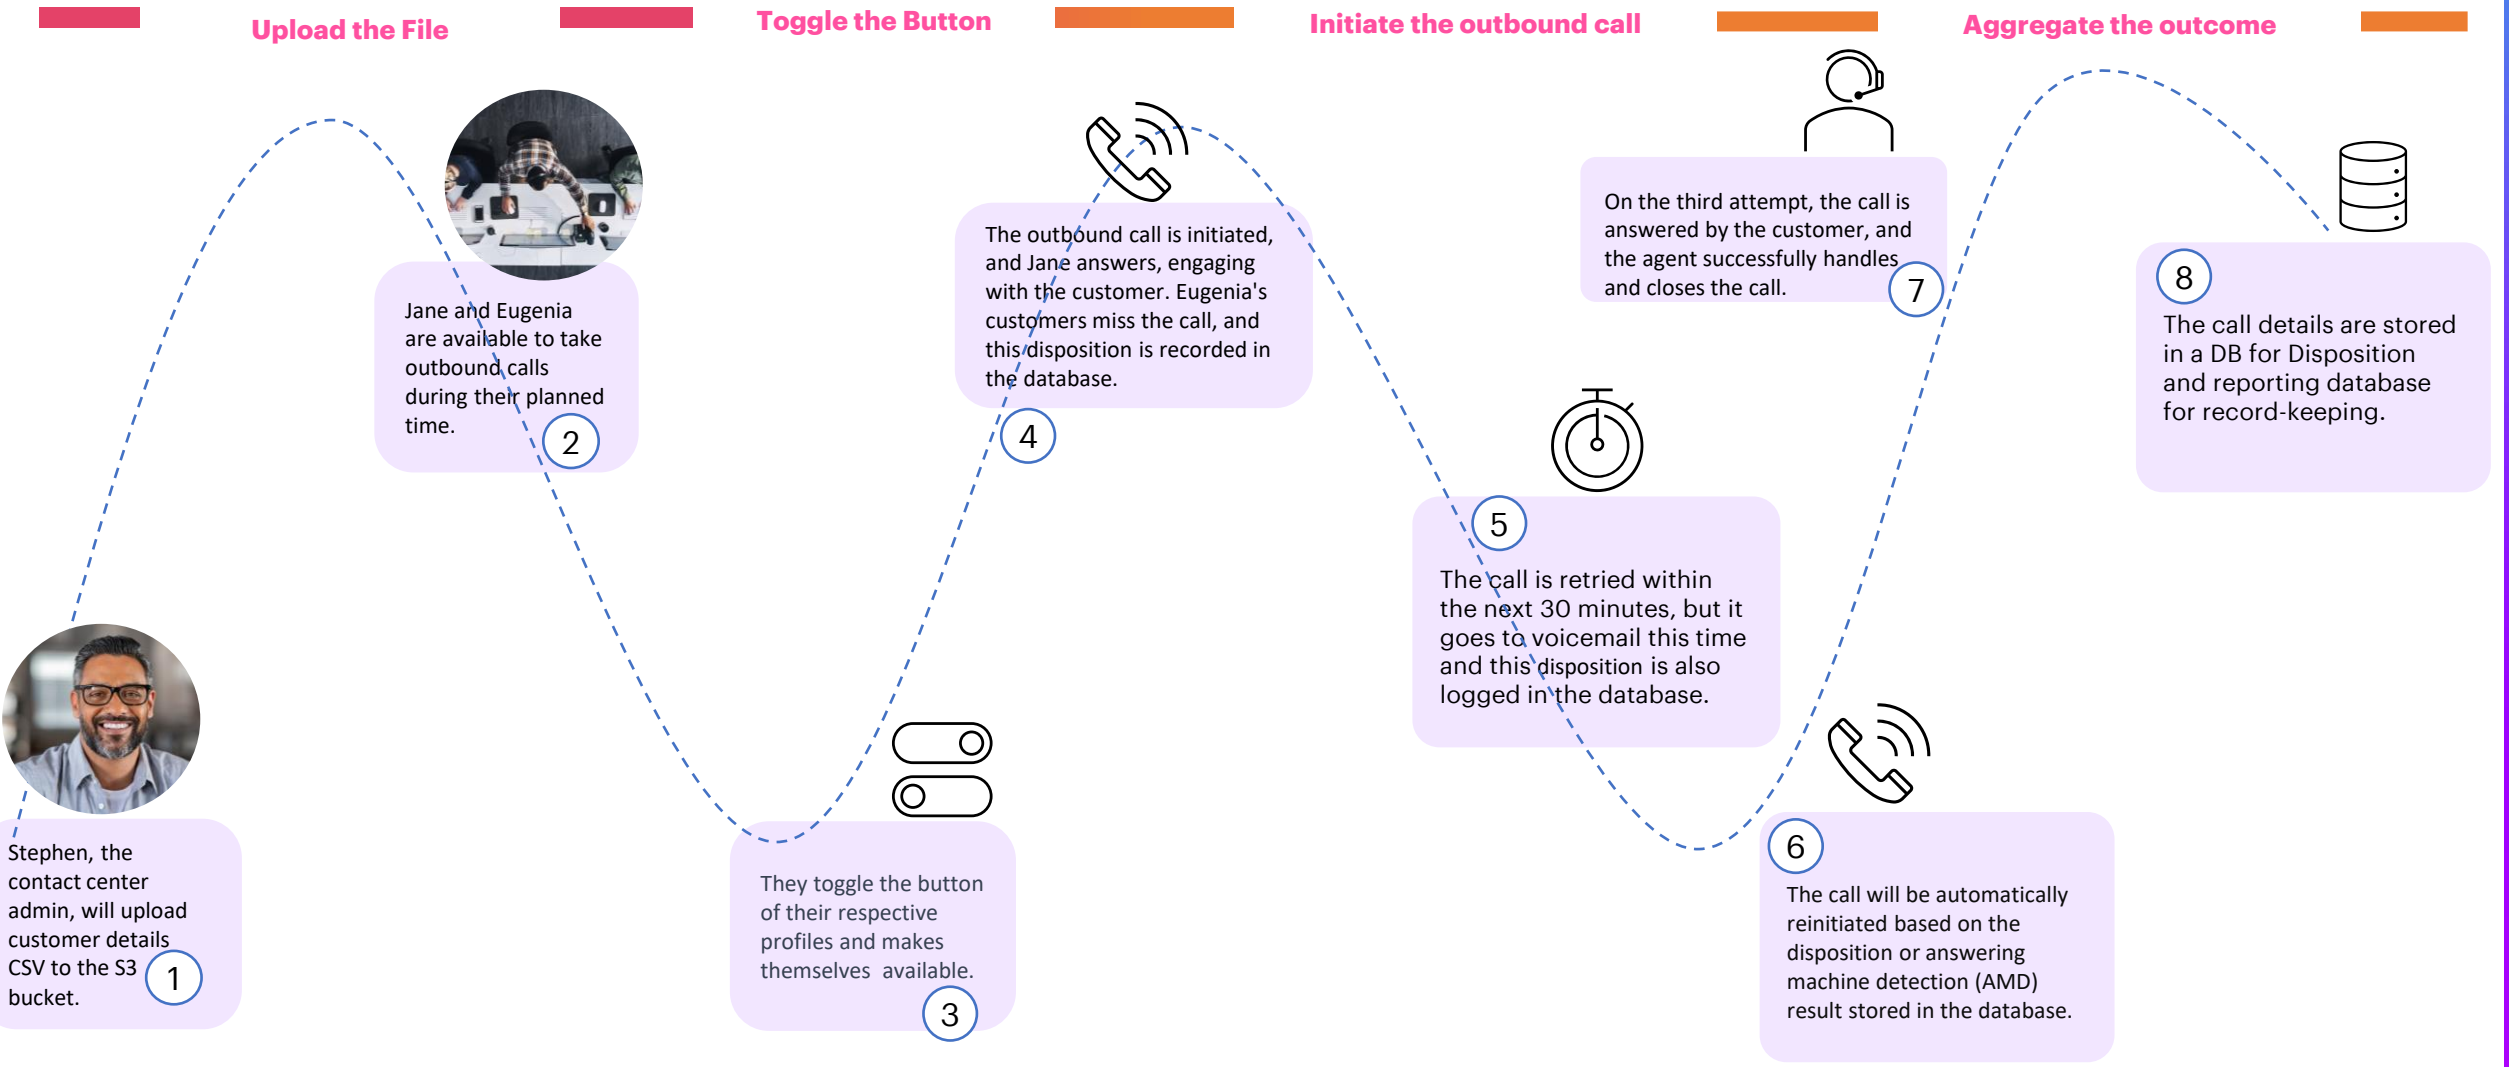 Upload the File
Toggle the Button
Initiate the outbound call
Aggregate the outcome
Stephen, the
contact center
admin, will upload
customer details
CSV to the S3
bucket.
1
Jane and Eugenia
are available to take
outbound calls
during their planned
time.
2
They toggle the button
of their respective
profiles and makes
themselves  available.
3
The outbound call is initiated,
and Jane answers, engaging
with the customer. Eugenia's
customers miss the call, and
this disposition is recorded in
the database.
4
5
The call is retried within
the next 30 minutes, but it
goes to voicemail this time
and this disposition is also
logged in the database.
6
The call will be automatically
reinitiated based on the
disposition or answering
machine detection (AMD)
result stored in the database.
On the third attempt, the call is
answered by the customer, and
the agent successfully handles
and closes the call.
7
8
The call details are stored
in a DB for Disposition
and reporting database
for record-keeping.